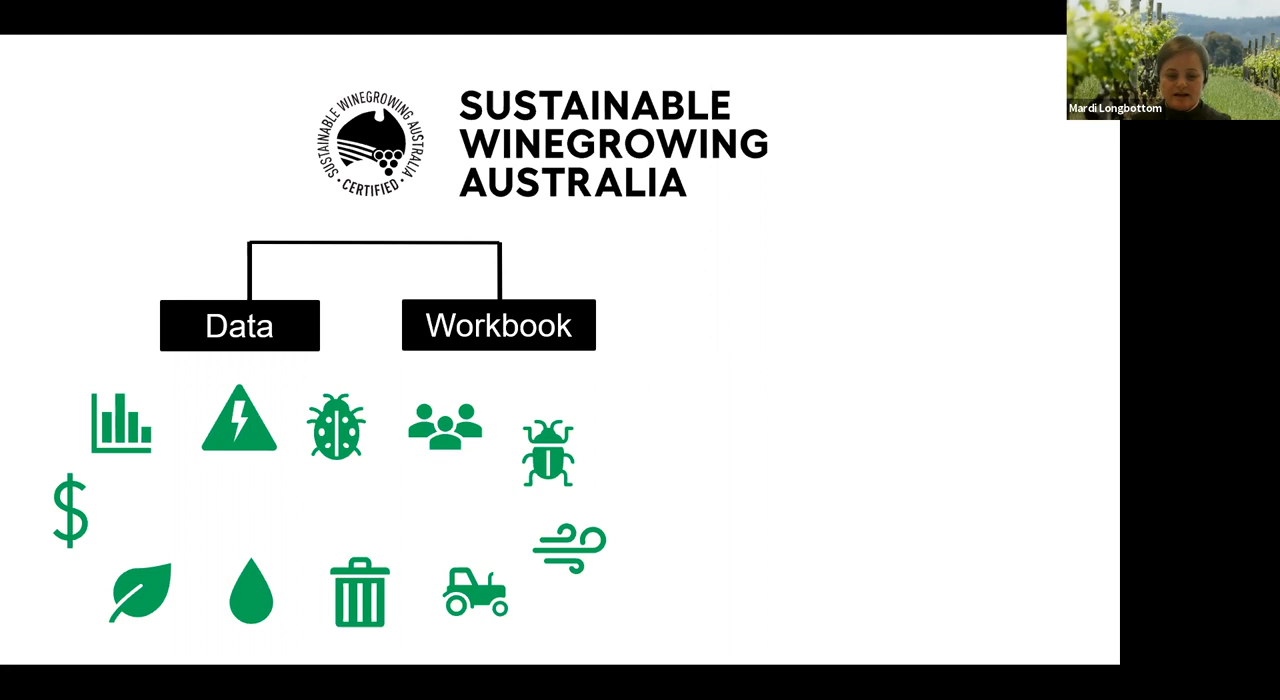 SUSTAINABLE WINEGROWING AUSTRALIA
• CERTIFIED •
SUSTAINABLE
WINEGROWING
AUSTRALIA
Data
Workbook
$
Mardi Longbottom